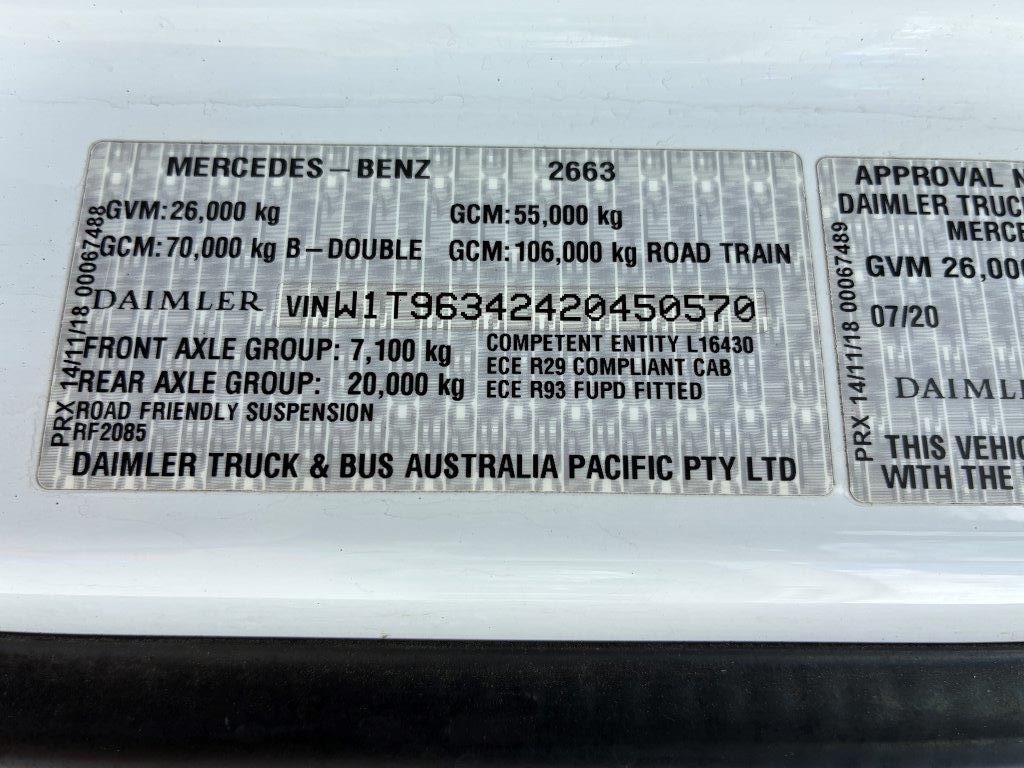 MERCEDES-BENZ 2663
GVM: 26,000 kg GCM: 55,000 kg
GCM: 70,000 kg B-DOUBLE GCM: 106,000 kg ROAD TRAIN
DAIMLER VIN W1T96342420450570
FRONT AXLE GROUP: 7,100 kg
REAR AXLE GROUP: 20,000 kg
COMPETENT ENTITY L16430
ECE R29 COMPLIANT CAB
ECE R93 FUPD FITTED
ROAD FRIENDLY SUSPENSION
RF2085
DAIMLER TRUCK & BUS AUSTRALIA PACIFIC PTY LTD
PRX 14/11/18 00067488
APPROVAL N
DAIMLER TRUC
MERCE
GVM 26,00
07/20
DAIML
THIS VEHIC
WITH THE
PRX 14/11/18 00067489